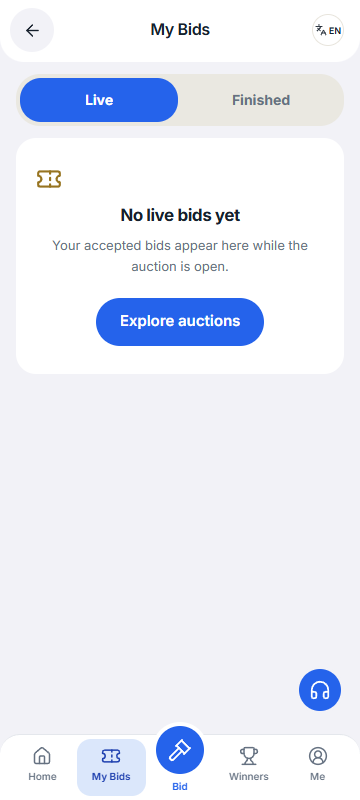 My Bids
EN
Live
Finished
No live bids yet
Your accepted bids appear here while the
auction is open.
Explore auctions
Home
My Bids
Bid
Winners
Me